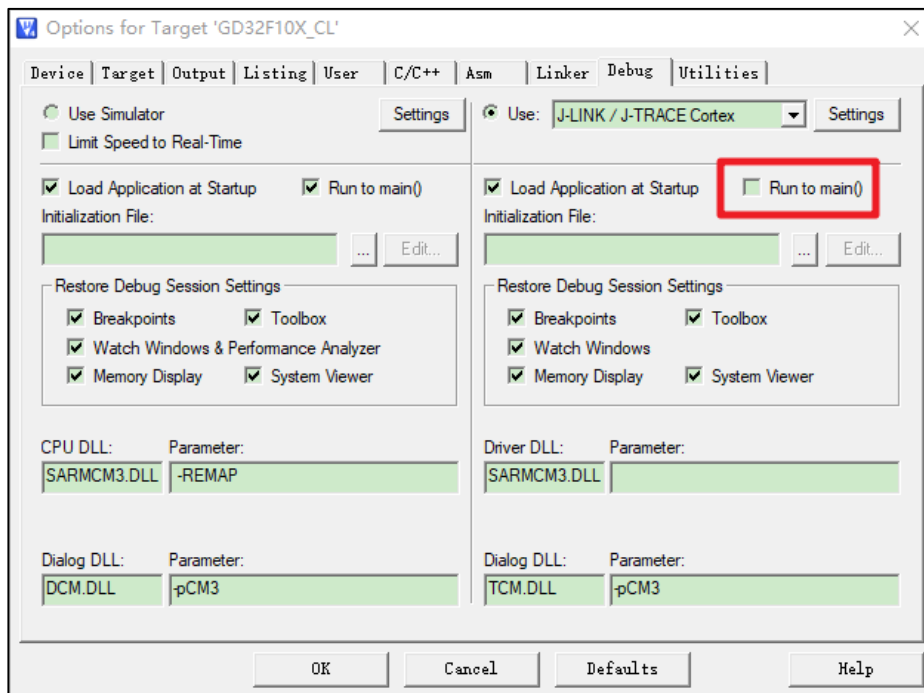 Options for Target 'GD32F10X_CL'
Device Target Output Listing User C/C++ Asm Linker Debug Utilities
Use Simulator Settings
Limit Speed to Real-Time
Use: J-LINK / J-TRACE Cortex Settings
Load Application at Startup Run to main()
Initialization File:
... Edit...
Restore Debug Session Settings
Breakpoints Toolbox
Watch Windows & Performance Analyzer
Memory Display System Viewer
CPU DLL: Parameter:
SARMCM3.DLL -REMAP
Dialog DLL: Parameter:
DCM.DLL -pCM3
Load Application at Startup Run to main()
Initialization File:
... Edit...
Restore Debug Session Settings
Breakpoints Toolbox
Watch Windows
Memory Display System Viewer
Driver DLL: Parameter:
SARMCM3.DLL
Dialog DLL: Parameter:
TCM.DLL -pCM3
OK Cancel Defaults Help